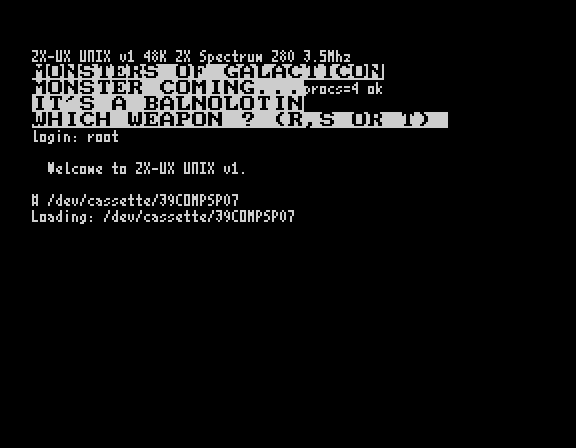 ZX-UX UNIX v1 48K ZX Spectrum Z80 3.5Mhz
MONSTERS OF GALACTICON
MONSTER COMING...procs=4 ok
IT'S A BALNOLOTIN
WHICH WEAPON ? (R,S OR T)
login: root
Welcome to ZX-UX UNIX v1.
# /dev/cassette/39COMPSP07
Loading: /dev/cassette/39COMPSP07